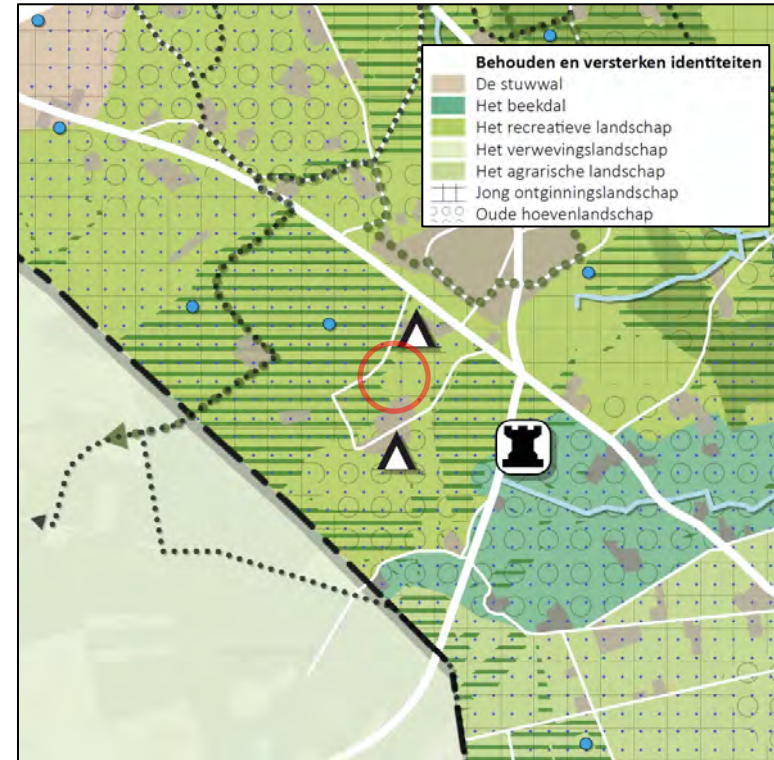 Behouden en versterken identiteiten
De stuwwal
Het beekdal
Het recreatieve landschap
Het verwevingslandschap
Het agrarische landschap
Jong ontginningslandschap
Oude hoevenlandschap